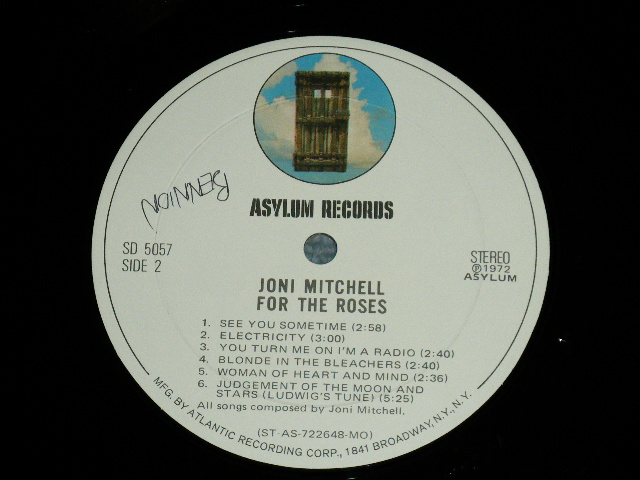 BENNION
ASYLUM RECORDS
SD 5057
SIDE 2
STEREO
Ⓟ1972
ASYLUM
JONI MITCHELL
FOR THE ROSES
1. SEE YOU SOMETIME (2:58)
2. ELECTRICITY (3:00)
3. YOU TURN ME ON I'M A RADIO (2:40)
4. BLONDE IN THE BLEACHERS (2:40)
5. WOMAN OF HEART AND MIND (2:36)
6. JUDGEMENT OF THE MOON AND
STARS (LUDWIG'S TUNE) (5:25)
All songs composed by Joni Mitchell.
(ST-AS-722648-MO)
MFG. BY ATLANTIC RECORDING CORP., 1841 BROADWAY, N.Y., N.Y.